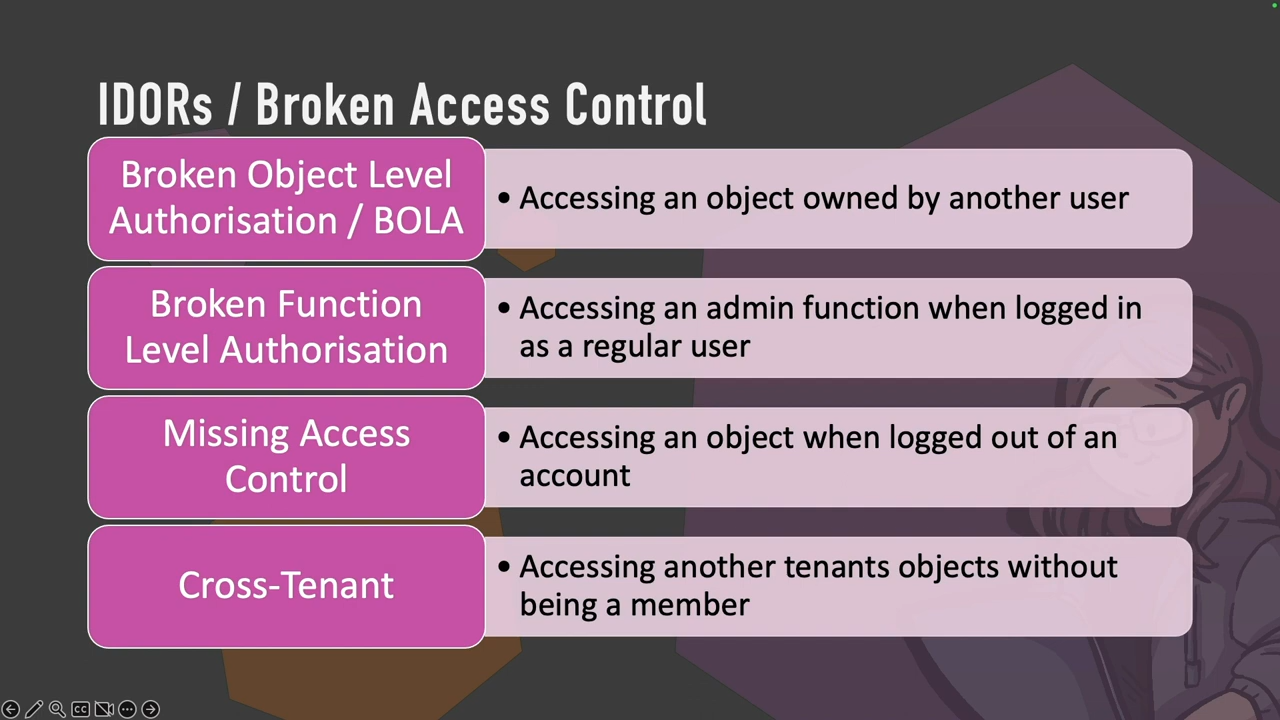 IDORs / Broken Access Control
Broken Object Level
Authorisation / BOLA
• Accessing an object owned by another user
Broken Function
Level Authorisation
• Accessing an admin function when logged in
as a regular user
Missing Access
Control
• Accessing an object when logged out of an
account
Cross-Tenant
• Accessing another tenants objects without
being a member
CC